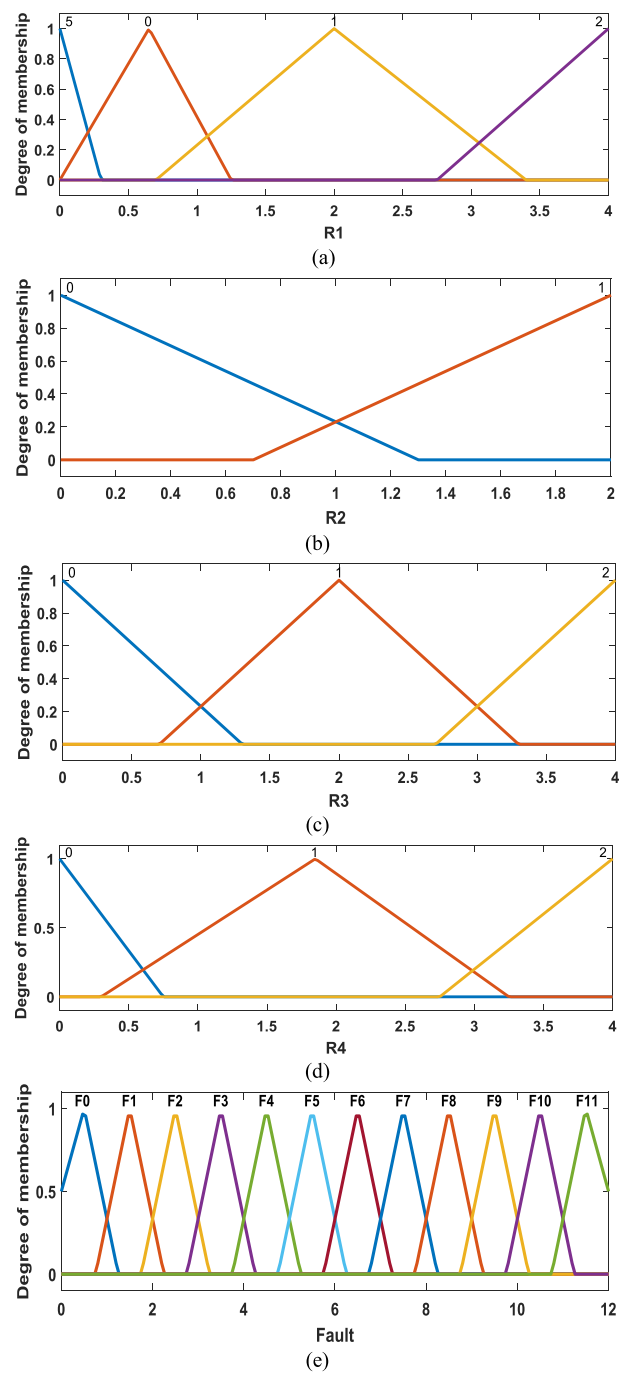 5 0 1 2
1
0.8
0.6
0.4
0.2
0
Degree of membership
0 0.5 1 1.5 2 2.5 3 3.5 4
R1
(a)
0 1
1
0.8
0.6
0.4
0.2
0
Degree of membership
0 0.2 0.4 0.6 0.8 1 1.2 1.4 1.6 1.8 2
R2
(b)
0 1 2
1
0.8
0.6
0.4
0.2
0
Degree of membership
0 0.5 1 1.5 2 2.5 3 3.5 4
R3
(c)
0 1 2
1
0.5
0
Degree of membership
0 0.5 1 1.5 2 2.5 3 3.5 4
R4
(d)
F0 F1 F2 F3 F4 F5 F6 F7 F8 F9 F10 F11
1
0.5
0
Degree of membership
0 2 4 6 8 10 12
Fault
(e)